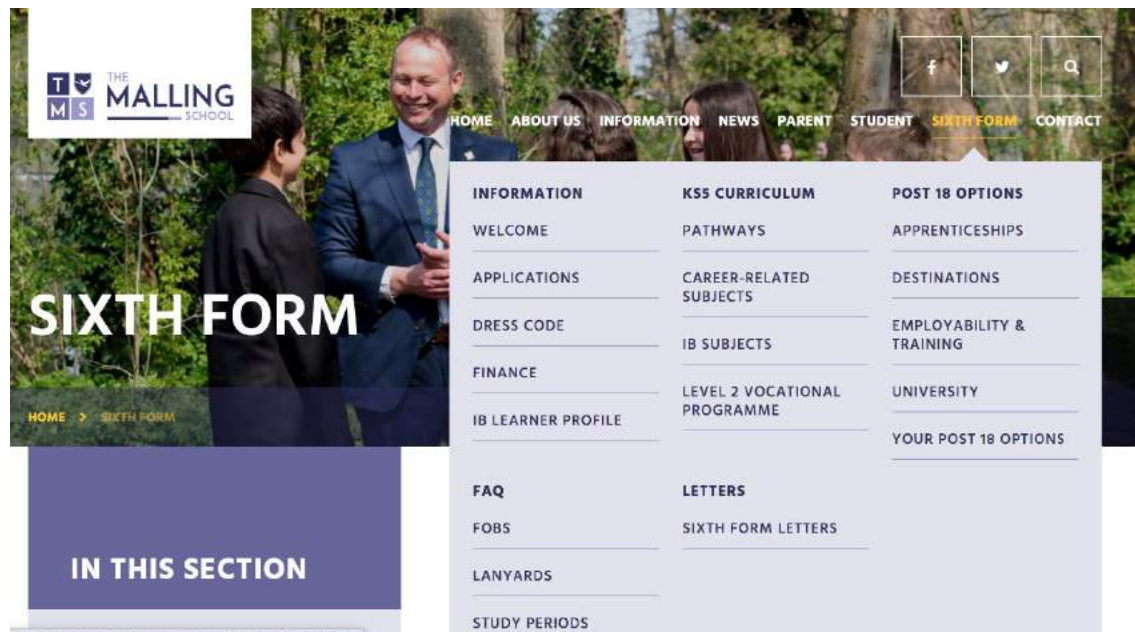 T
M S
THE
MALLING
SCHOOL
HOME ABOUT US INFORMATION NEWS PARENT STUDENT SIXTH FORM CONTACT
SIXTH FORM
HOME > SIXTH FORM
IN THIS SECTION
INFORMATION
WELCOME
APPLICATIONS
DRESS CODE
FINANCE
IB LEARNER PROFILE
KS5 CURRICULUM
PATHWAYS
CAREER-RELATED
SUBJECTS
IB SUBJECTS
LEVEL 2 VOCATIONAL
PROGRAMME
POST 18 OPTIONS
APPRENTICESHIPS
DESTINATIONS
EMPLOYABILITY &
TRAINING
UNIVERSITY
YOUR POST 18 OPTIONS
FAQ
FOBS
LANYARDS
STUDY PERIODS
LETTERS
SIXTH FORM LETTERS